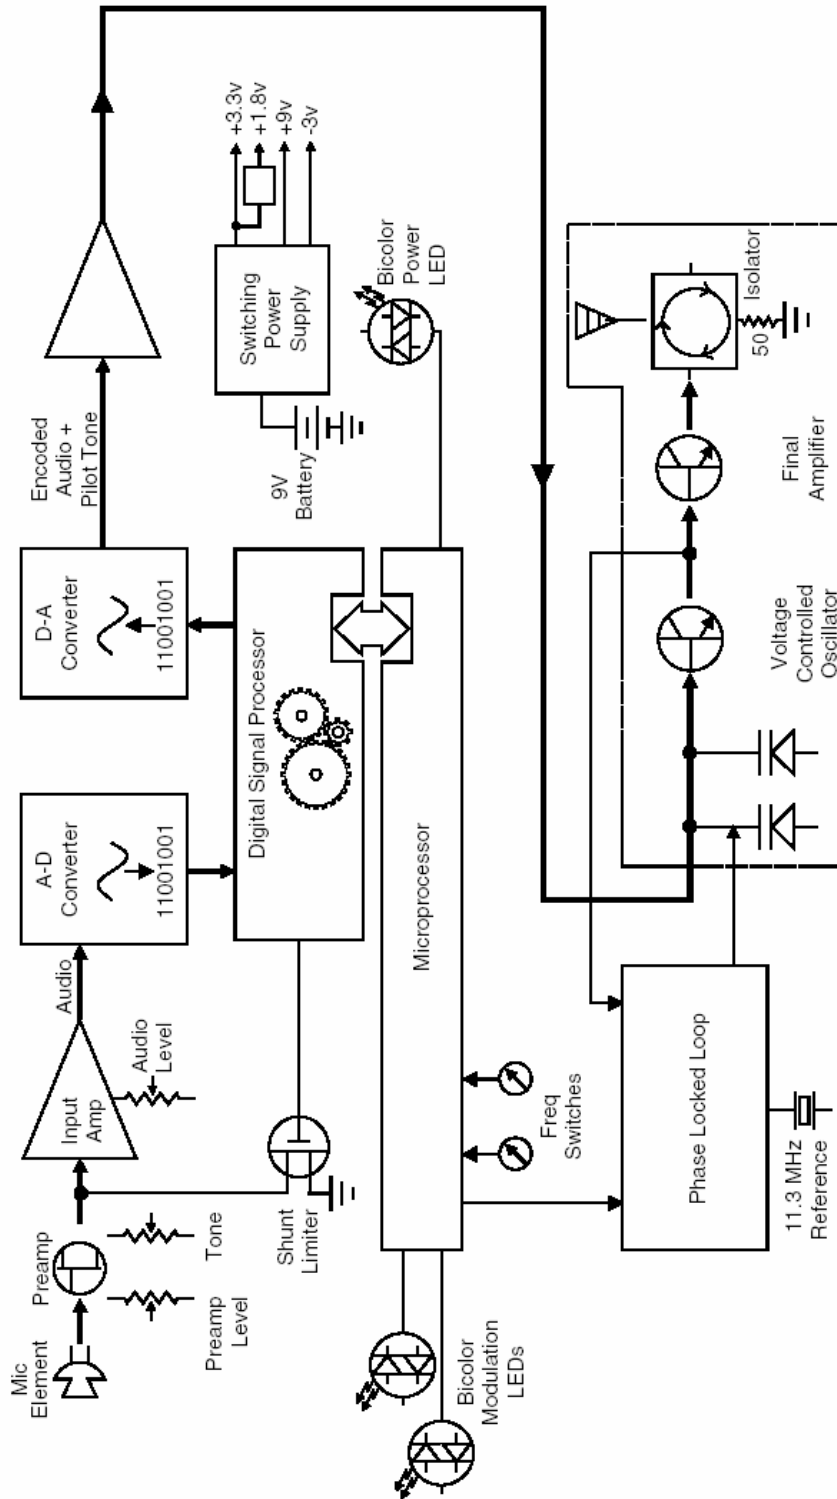 Mic
Element
Preamp
Preamp
Level
Tone
Input
Amp
Audio
Level
Audio
A-D
Converter
11001001
D-A
Converter
11001001
Encoded
Audio +
Pilot Tone
Shunt
Limiter
Digital Signal Processor
9V
Battery
Switching
Power
Supply
+3.3v
+1.8v
+9v
-3v
Bicolor
Modulation
LEDs
Microprocessor
Freq
Switches
Bicolor
Power
LED
Phase Locked Loop
11.3 MHz
Reference
Voltage
Controlled
Oscillator
Final
Amplifier
50
Isolator